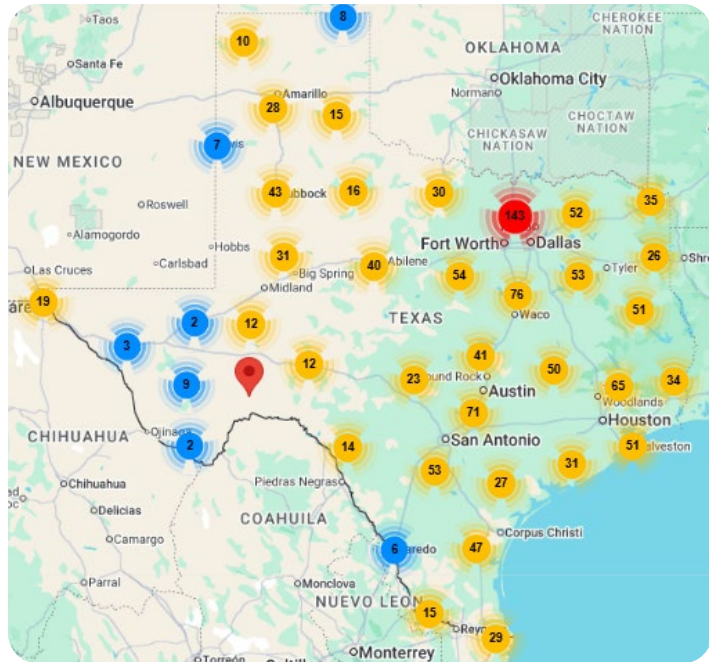 Taos
8
CHEROKEE
NATION
10
OKLAHOMA
Santa Fe
Oklahoma City
Albuquerque
Amarillo
Norman
28
15
CHICKASAW
NATION
CHOCTAW
NATION
7
NEW MEXICO
43
16
30
35
Roswell
143
52
Alamogordo
Fort Worth
Dallas
Hobbs
31
26
Carlsbad
40
Abilene
Las Cruces
Big Spring
54
53
Tyler
Midland
76
19
2
12
TEXAS
Waco
51
3
41
12
50
9
23
Round Rock
65
34
Austin
Woodlands
71
Houston
CHIHUAHUA
Ojinaga
2
San Antonio
14
51
Galveston
53
31
Chihuahua
Piedras Negras
27
Delicias
COAHUILA
Corpus Christi
Camargo
6
47
Parral
Monclova
NUEVO LEON
15
29
Monterrey
Torreón